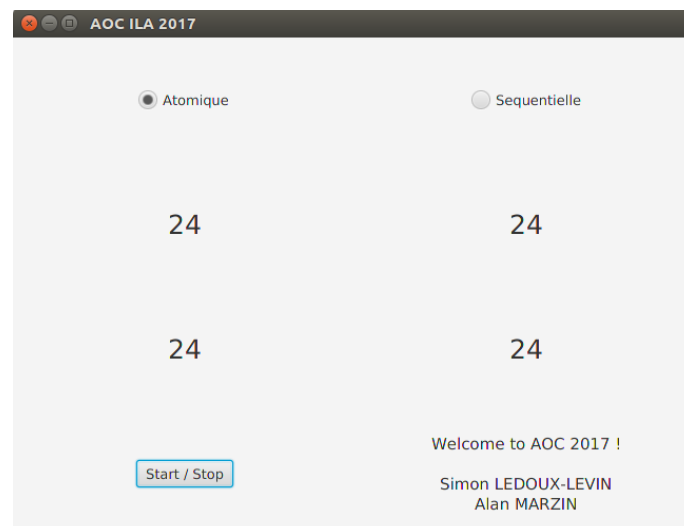 AOC ILA 2017
Atomique
Sequentielle
24
24
24
24
Welcome to AOC 2017 !
Start / Stop
Simon LEDOUX-LEVIN
Alan MARZIN